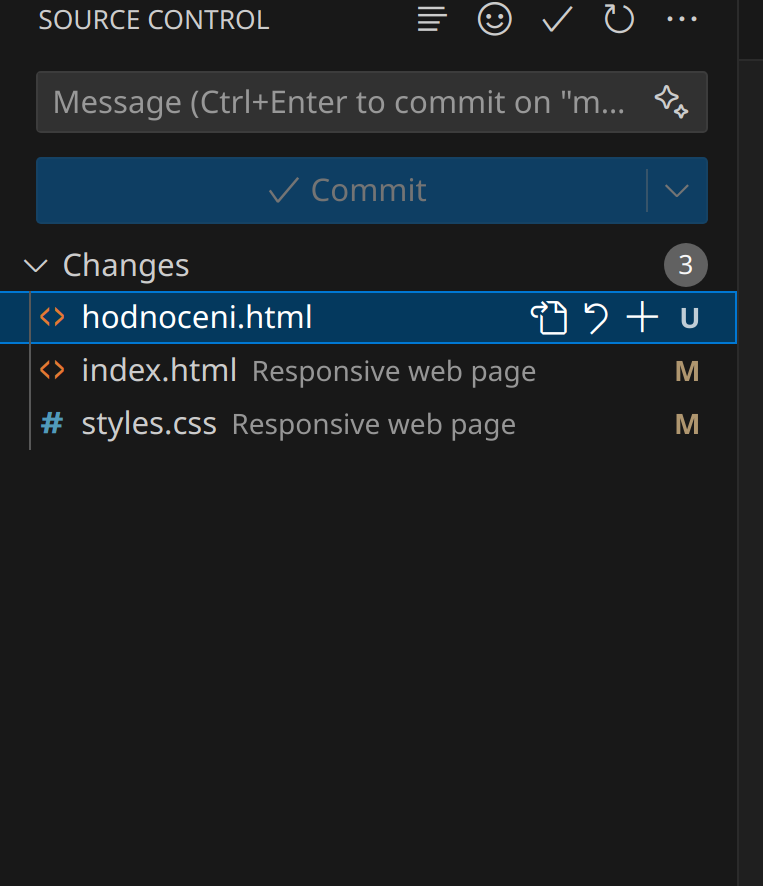 SOURCE CONTROL
Message (Ctrl+Enter to commit on "m...
Commit
Changes 3
hodnoceni.html U
index.html Responsive web page M
# styles.css Responsive web page M